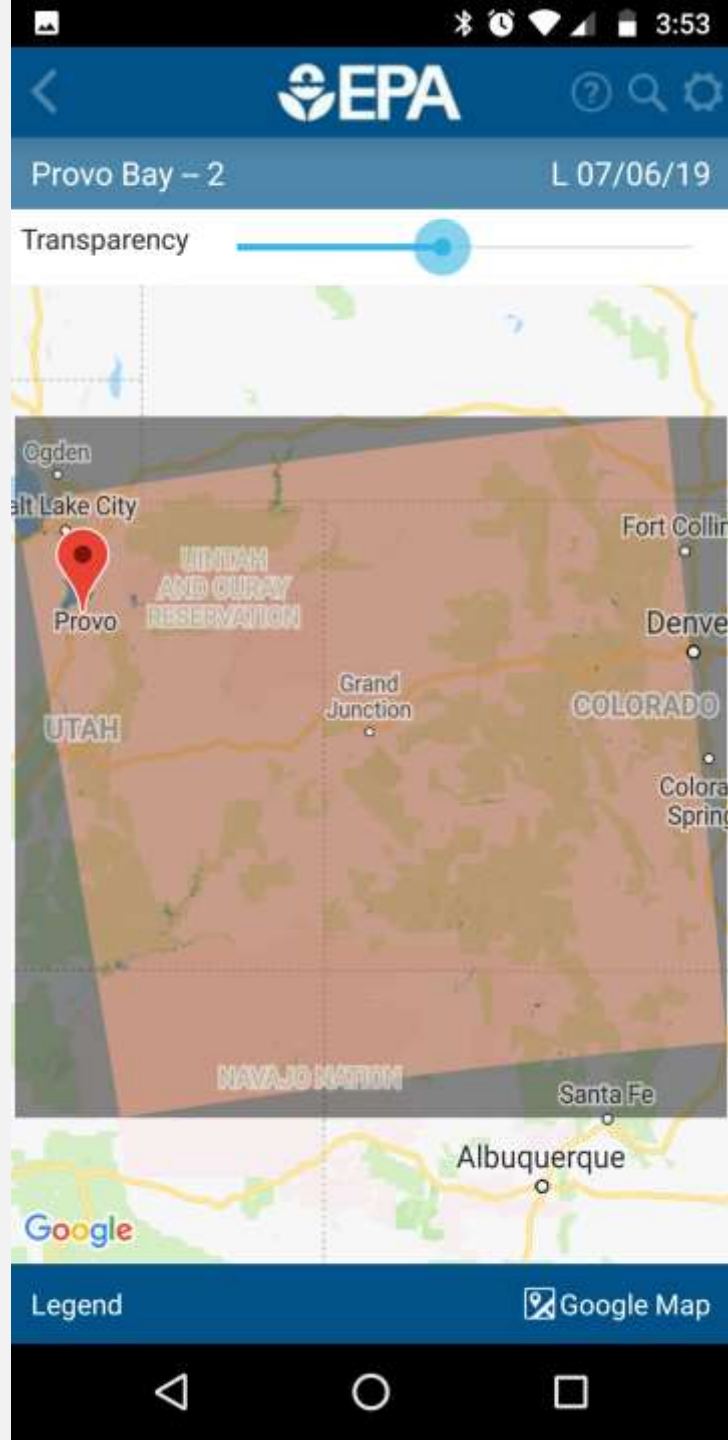 3:53
EPA
Provo Bay – 2
L 07/06/19
Transparency
Ogden
alt Lake City
Fort Collin
UINTAH
AND OURAY
RESERVATION
Provo
Denve
Grand
Junction
COLORADO
UTAH
Colora
Spring
NAVAJO NATION
Santa Fe
Albuquerque
Google
Legend
Google Map